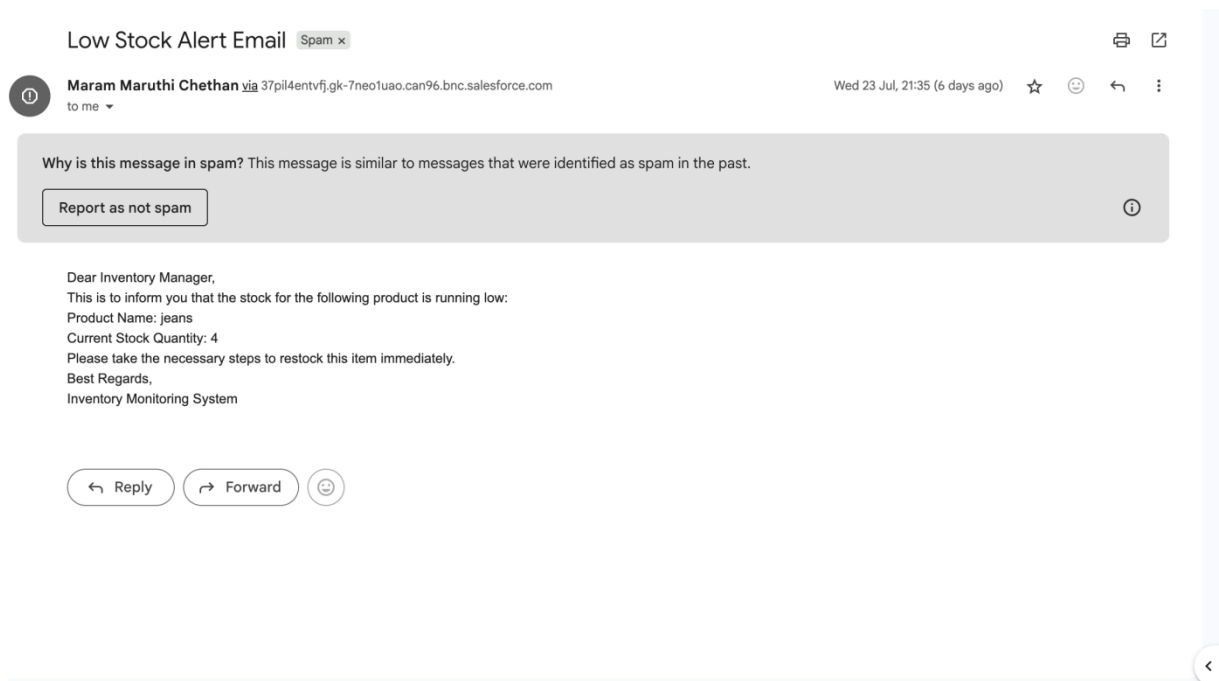 Low Stock Alert Email Spam ×
Maram Maruthi Chethan via 37pil4entvfj.gk-7neo1uao.can96.bnc.salesforce.com Wed 23 Jul, 21:35 (6 days ago)
to me
Why is this message in spam? This message is similar to messages that were identified as spam in the past.
Report as not spam
Dear Inventory Manager,
This is to inform you that the stock for the following product is running low:
Product Name: jeans
Current Stock Quantity: 4
Please take the necessary steps to restock this item immediately.
Best Regards,
Inventory Monitoring System
Reply Forward